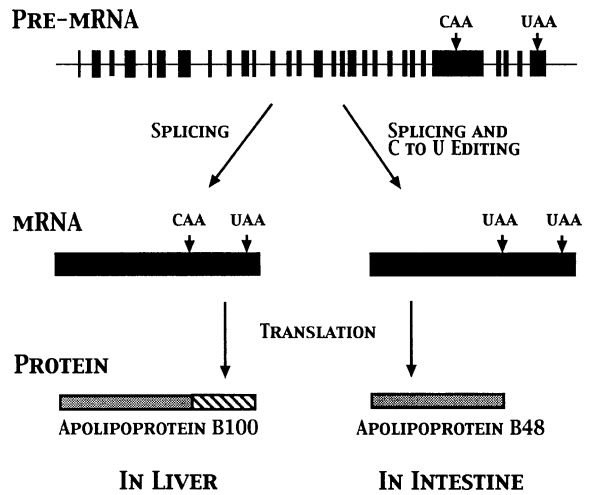 PRE-MRNA
CAA UAA
SPLICING
SPLICING AND
C TO U EDITING
MRNA
CAA UAA UAA UAA
TRANSLATION
PROTEIN
APOLIPOPROTEIN B100 APOLIPOPROTEIN B48
IN LIVER IN INTESTINE